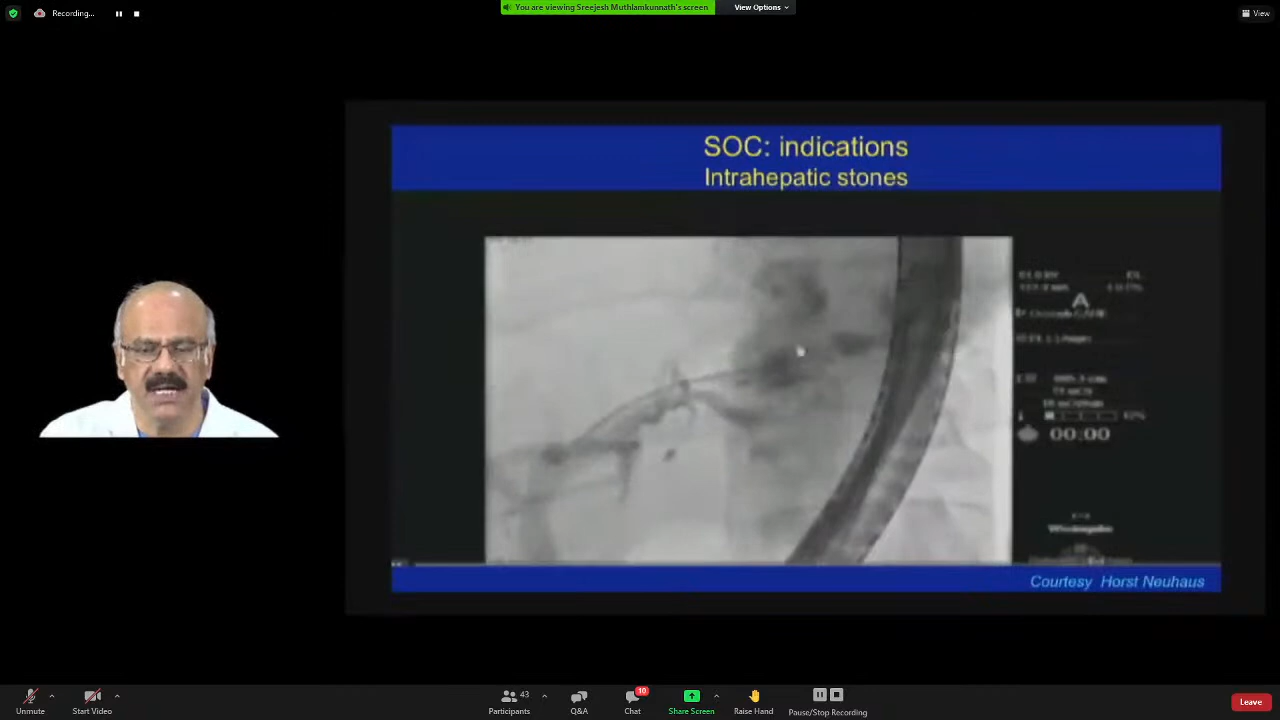 Recording...
You are viewing Sreejesh Muthlamkunnath's screen
View Options
View
SOC: indications
Intrahepatic stones
A
00:00
Courtesy Horst Neuhaus
Unmute
Start Video
43
Participants
Q&A
10
Chat
Share Screen
Raise Hand
Pause/Stop Recording
Leave